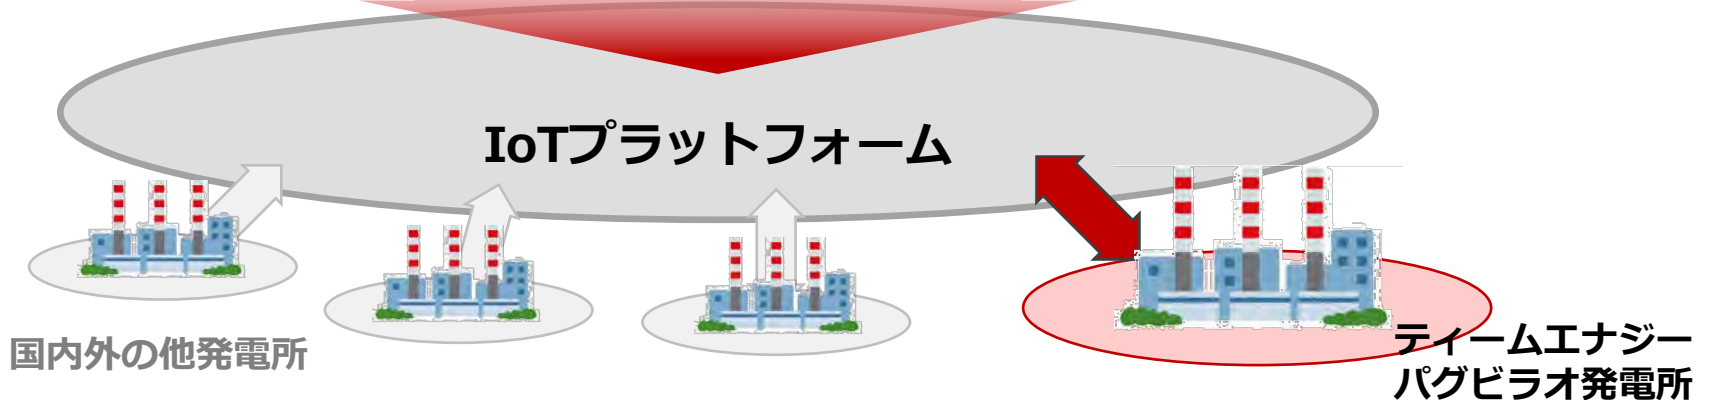 IoTプラットフォーム
国内外の他発電所
ティームエナジー
パグビラオ発電所